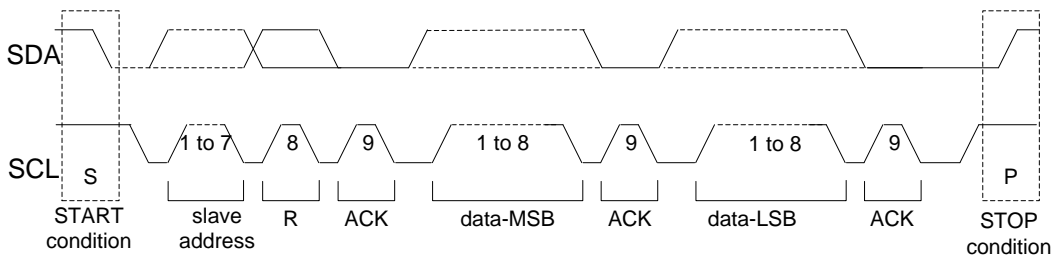 SDA
SCL
1 to 7 8 9 1 to 8 9 1 to 8 9
S P
START condition
slave address
R
ACK
data-MSB
ACK
data-LSB
ACK
STOP condition